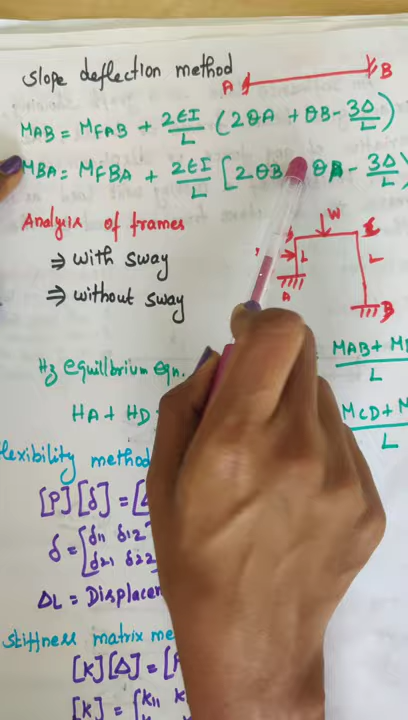 slope deflection method
A B
MAB = MFAB + 2EI/L (2θA + θB - 3Δ/L)
MBA = MFBA + 2EI/L [2θB θA - 3Δ/L)
Analysis of frames
W
⇒ with sway
L L
A
⇒ without sway
B
Hz equilibrium eqn. MAB + M
L
HA + HD MCD + M
L
flexibility method
[P] [δ] = [
δ = [δ11 δ12
δ21 δ22
ΔL =
stiffness matrix
[K] [Δ] = [P
[K] = [K11 K